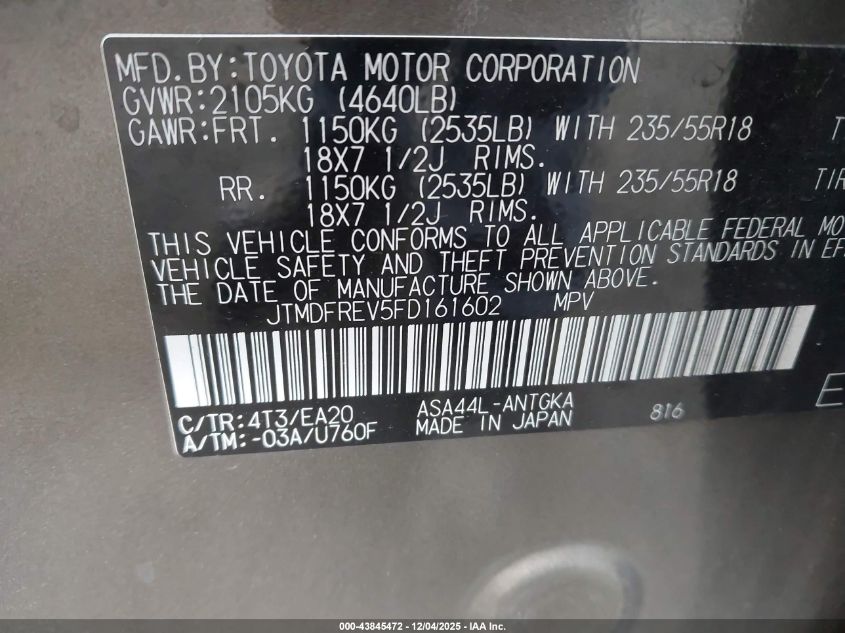 MFD.BY:TOYOTA MOTOR CORPORATION
GVWR:2105KG (4640LB)
GAWR:FRT. 1150KG (2535LB) WITH 235/55R18 T
18X7 1/2J RIMS.
RR. 1150KG (2535LB) WITH 235/55R18 TIR
18X7 1/2J RIMS.
THIS VEHICLE CONFORMS TO ALL APPLICABLE FEDERAL MO
VEHICLE SAFETY AND THEFT PREVENTION STANDARDS IN EF
THE DATE OF MANUFACTURE SHOWN ABOVE.
JTMDFREV5FD161602 MPV
C/TR:4T3/EA20 ASA44L-ANTGKA 816 E
A/TM:-03A/U760F MADE IN JAPAN
000-43845472 - 12/04/2025 - IAA Inc.